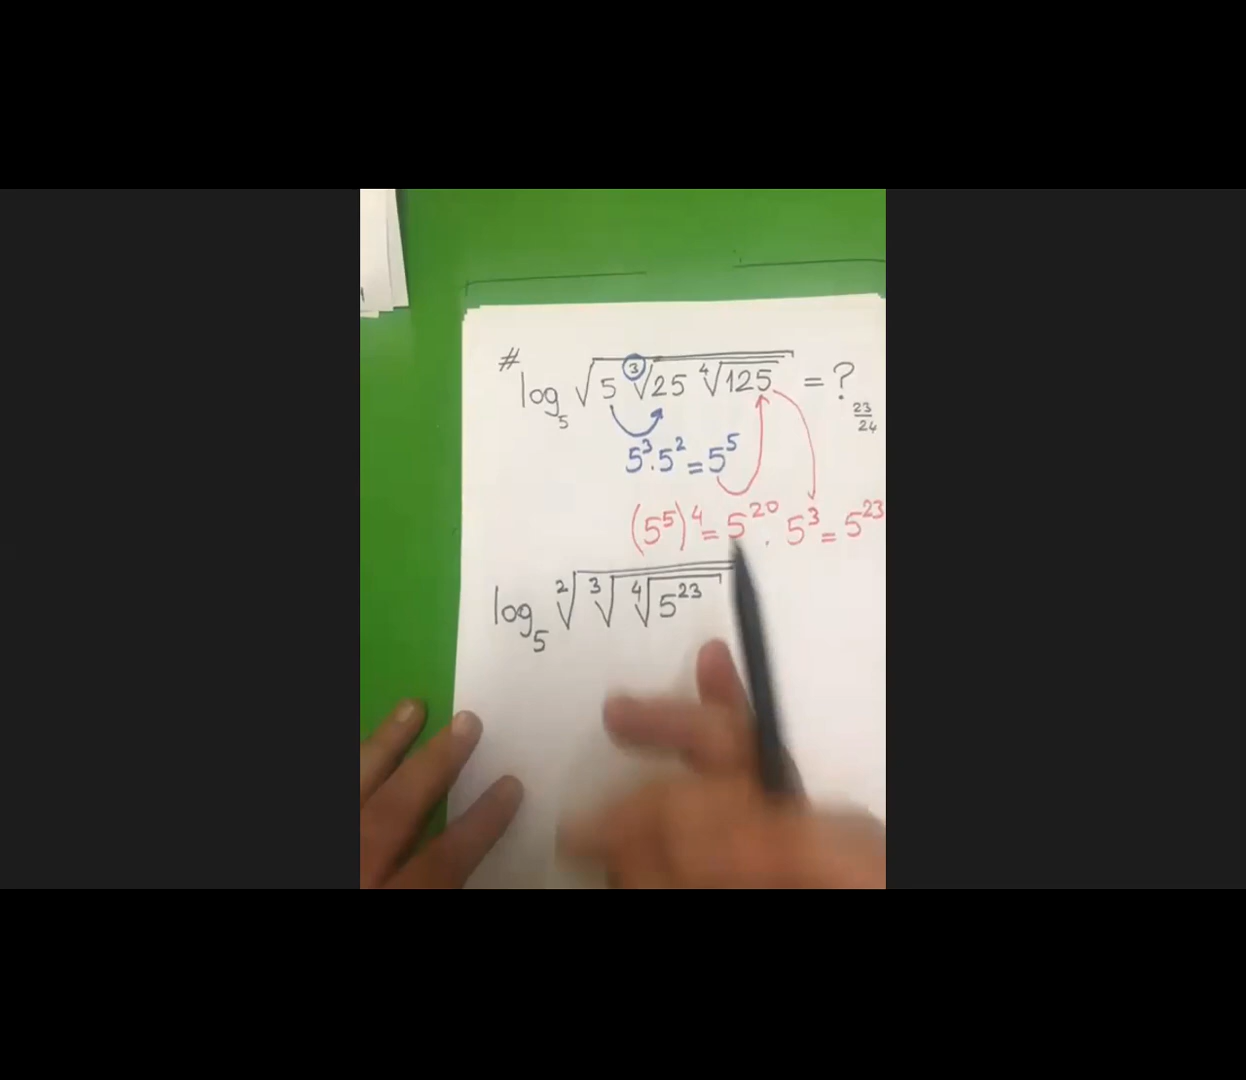 # log₅ √(5 ∛(25 ∜125)) = ?
23/24
5³.5² = 5⁵
(5⁵)⁴ = 5²⁰ . 5³ = 5²³
log₅ ²√(³√(⁴√(5²³)))